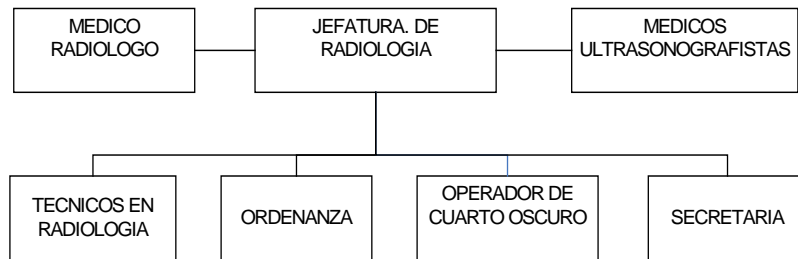 MEDICO
RADIOLOGO
JEFATURA. DE
RADIOLOGIA
MEDICOS
ULTRASONOGRAFISTAS
TECNICOS EN
RADIOLOGIA
ORDENANZA
OPERADOR DE
CUARTO OSCURO
SECRETARIA